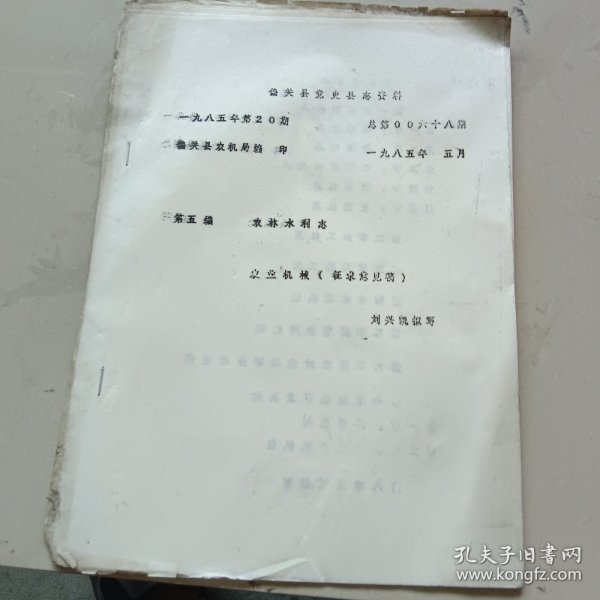 盐关县党史县志资料
一九八五年第20期 总第00六十八期
盐关县农机局编 印 一九八五年 五月
第五编 农林水利志
农业机械(征求意见稿)
刘兴凯拟写
孔夫子旧书网
www.kongfz.com